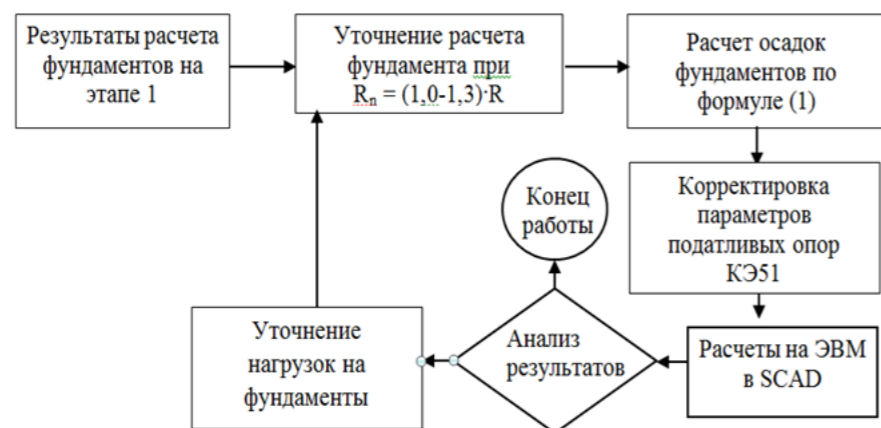 Результаты расчета
фундаментов на
этапе 1
Уточнение расчета
фундамента при
Rn = (1,0-1,3)·R
Расчет осадок
фундаментов по
формуле (1)
Корректировка
параметров
податливых опор
КЭ51
Расчеты на ЭВМ
в SCAD
Анализ
результатов
Конец
работы
Уточнение
нагрузок на
фундаменты